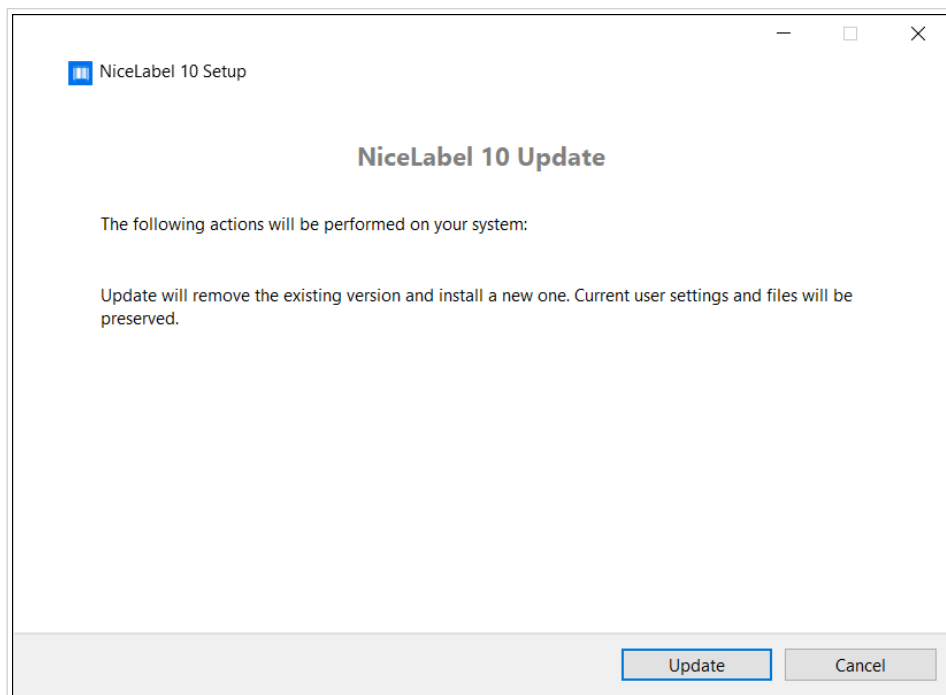 NiceLabel 10 Setup
NiceLabel 10 Update
The following actions will be performed on your system:
Update will remove the existing version and install a new one. Current user settings and files will be
preserved.
Update
Cancel